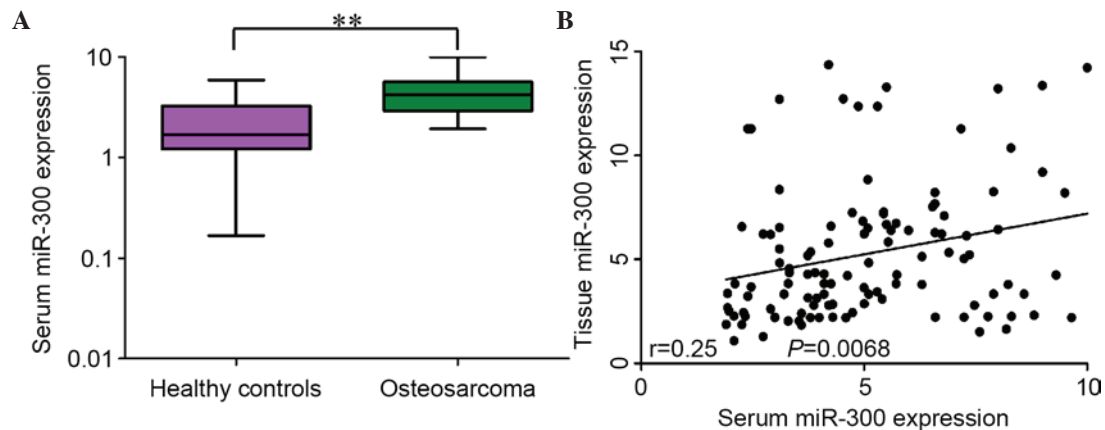 A
**
Serum miR-300 expression
10
1
0.1
0.01
Healthy controls
Osteosarcoma
B
Tissue miR-300 expression
15
10
5
0
r=0.25
P=0.0068
0
5
10
Serum miR-300 expression